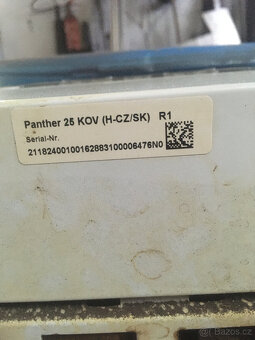 Panther 25 KOV (H-CZ/SK) R1
Serial-Nr.
21182400100162883100006476N0
bazos.cz